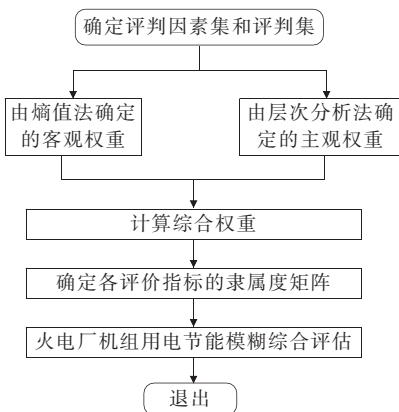 确定评判因素集和评判集
由熵值法确定
的客观权重
由层次分析法确
定的主观权重
计算综合权重
确定各评价指标的隶属度矩阵
火电厂机组用电节能模糊综合评估
退出